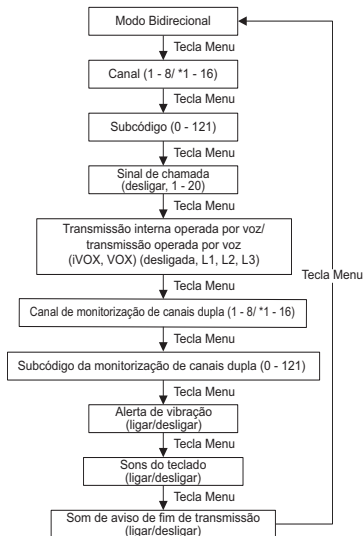 Modo Bidirecional
Tecla Menu
Canal (1 - 8/ *1 - 16)
Tecla Menu
Subcódigo (0 - 121)
Tecla Menu
Sinal de chamada
(desligar, 1 - 20)
Tecla Menu
Transmissão interna operada por voz/
transmissão operada por voz
(iVOX, VOX) (desligada, L1, L2, L3)
Tecla Menu
Tecla Menu
Canal de monitorização de canais dupla (1 - 8/ *1 - 16)
Tecla Menu
Subcódigo da monitorização de canais dupla (0 - 121)
Tecla Menu
Alerta de vibração
(ligar/desligar)
Tecla Menu
Sons do teclado
(ligar/desligar)
Tecla Menu
Som de aviso de fim de transmissão
(ligar/desligar)